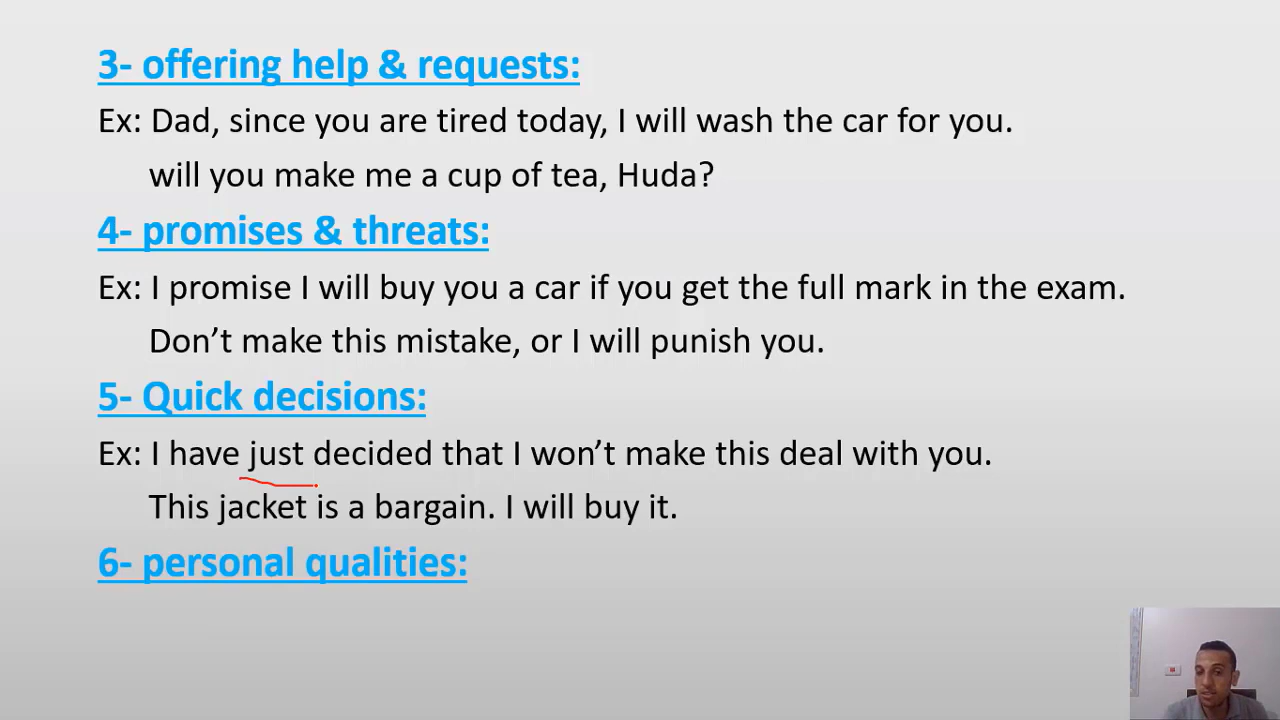 3- offering help & requests:
Ex: Dad, since you are tired today, I will wash the car for you.
will you make me a cup of tea, Huda?
4- promises & threats:
Ex: I promise I will buy you a car if you get the full mark in the exam.
Don’t make this mistake, or I will punish you.
5- Quick decisions:
Ex: I have just decided that I won’t make this deal with you.
This jacket is a bargain. I will buy it.
6- personal qualities: